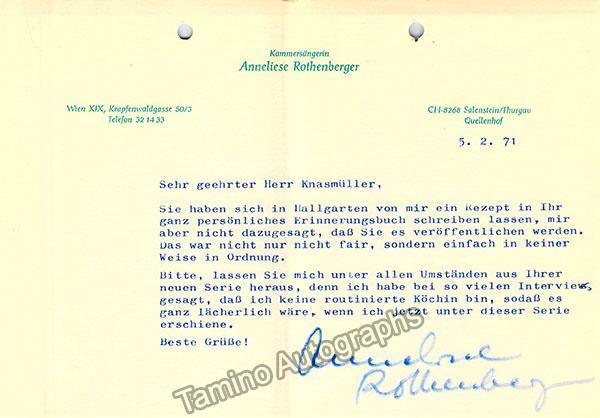 Kammersängerin
Anneliese Rothenberger
Wien XIX, Krapfenwaldgasse 50/3
Telefon 32 14 33
CH-8268 Salenstein/Thurgau
Quellenhof
5. 2. 71
Sehr geehrter Herr Knasmüller,
Sie haben sich in Hallgarten von mir ein Rezept in Ihr
ganz persönliches Erinnerungsbuch schreiben lassen, mir
aber nicht dazugesagt, daß Sie es veröffentlichen werden.
Das war nicht nur nicht fair, sondern einfach in keiner
Weise in Ordnung.
Bitte, lassen Sie mich unter allen Umständen aus Ihrer
neuen Serie heraus, denn ich habe bei so vielen Interviews,
gesagt, daß ich keine routinierte Köchin bin, sodaß es
ganz lächerlich wäre, wenn ich jetzt unter dieser Serie
erschiene.
Beste Grüße!
Anneliese
Rothenberger
Tamino Autographs